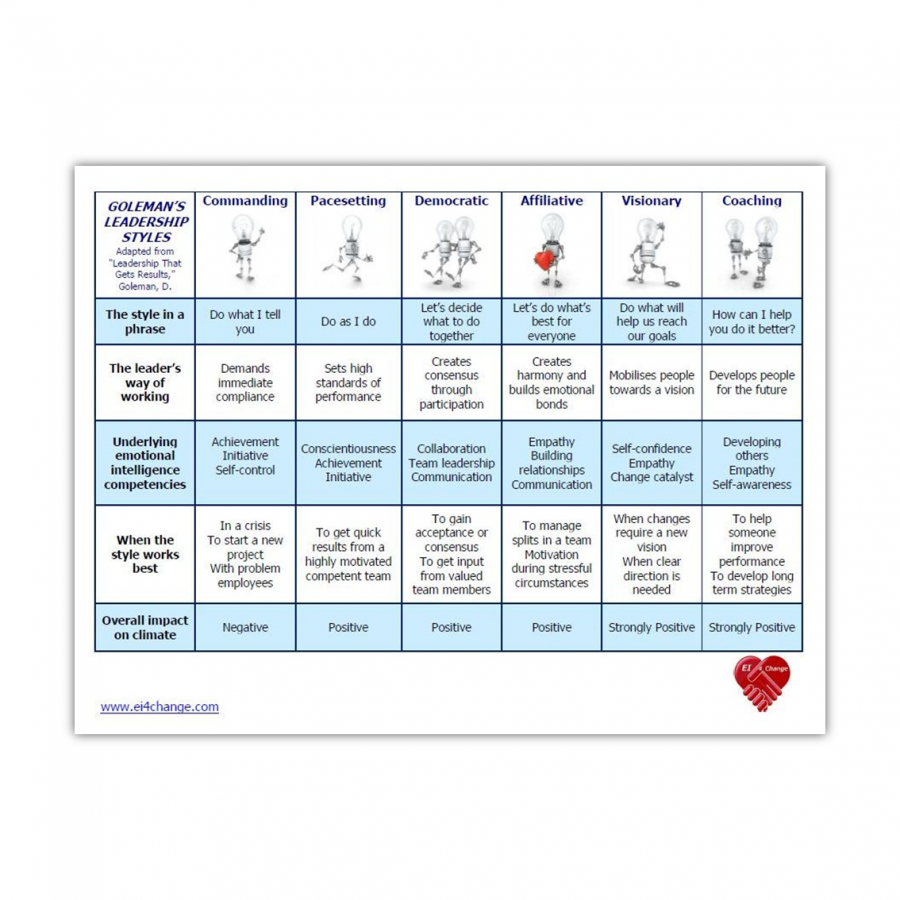 GOLEMAN'S
LEADERSHIP
STYLES
Adapted from
"Leadership That
Gets Results,"
Goleman, D.
Commanding
Pacesetting
Democratic
Affiliative
Visionary
Coaching
The style in a
phrase
Do what I tell
you
Do as I do
Let's decide
what to do
together
Let's do what's
best for
everyone
Do what will
help us reach
our goals
How can I help
you do it better?
The leader's
way of
working
Demands
immediate
compliance
Sets high
standards of
performance
Creates
consensus
through
participation
Creates
harmony and
builds emotional
bonds
Mobilises people
towards a vision
Develops people
for the future
Underlying
emotional
intelligence
competencies
Achievement
Initiative
Self-control
Conscientiousness
Achievement
Initiative
Collaboration
Team leadership
Communication
Empathy
Building
relationships
Communication
Self-confidence
Empathy
Change catalyst
Developing
others
Empathy
Self-awareness
When the
style works
best
In a crisis
To start a new
project
With problem
employees
To get quick
results from a
highly motivated
competent team
To gain
acceptance or
consensus
To get input
from valued
team members
To manage
splits in a team
Motivation
during stressful
circumstances
When changes
require a new
vision
When clear
direction is
needed
To help
someone
improve
performance
To develop long
term strategies
Overall impact
on climate
Negative
Positive
Positive
Positive
Strongly Positive
Strongly Positive
EI 4 Change
www.ei4change.com